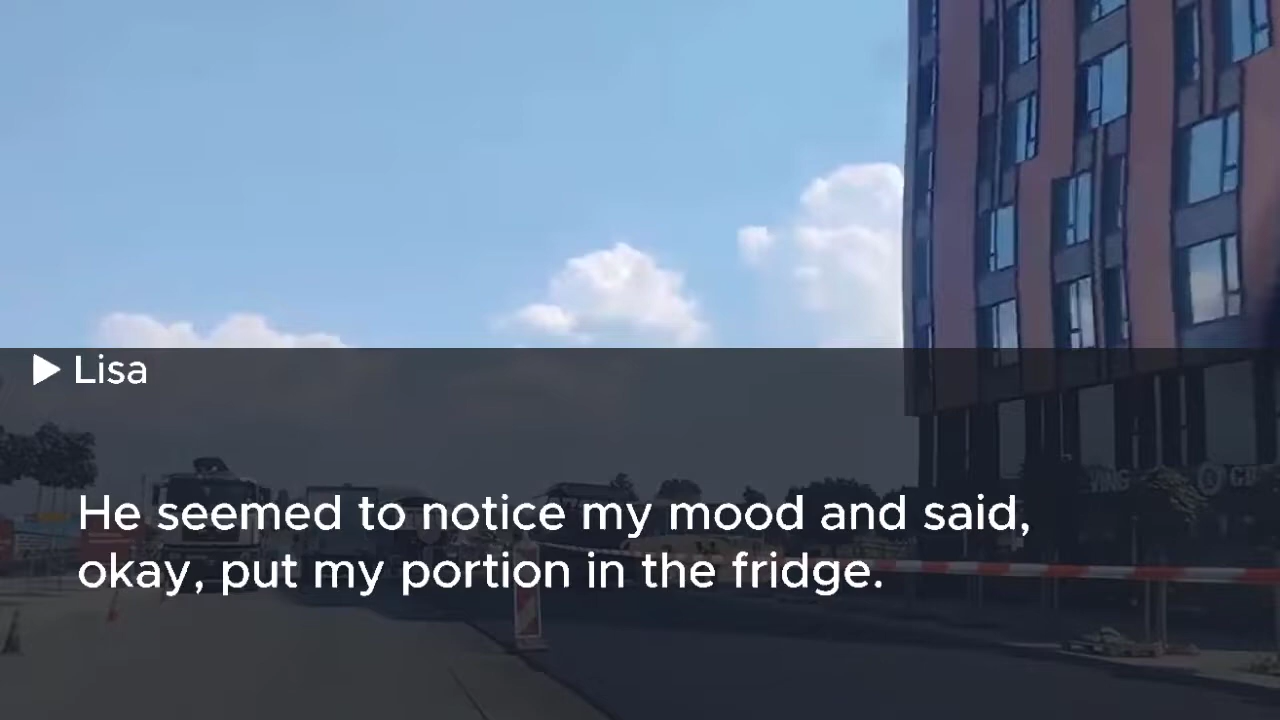 Lisa
He seemed to notice my mood and said,
okay, put my portion in the fridge.